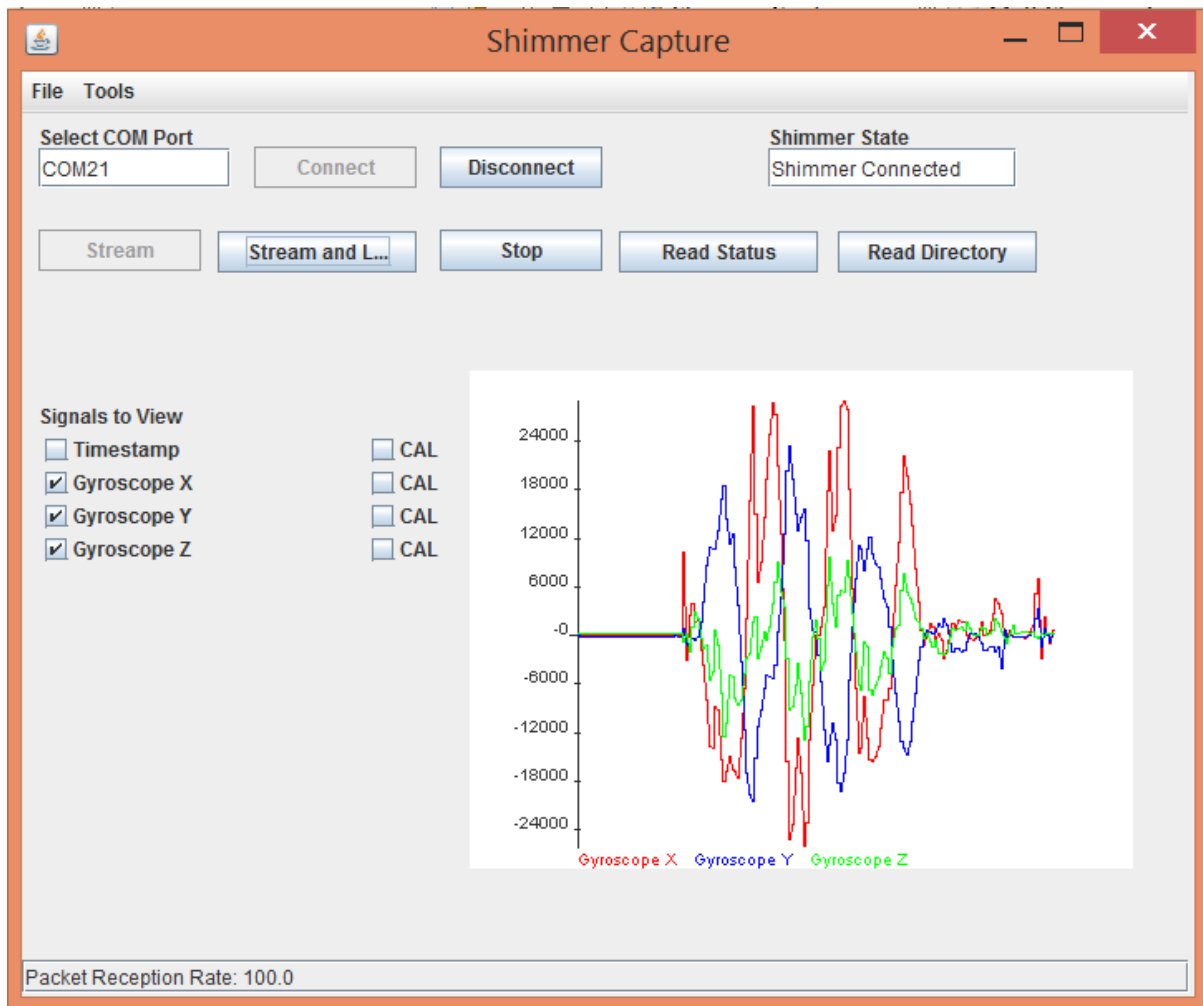 Shimmer Capture
File Tools
Select COM Port
Shimmer State
COM21
Connect
Disconnect
Shimmer Connected
Stream
Stream and L...
Stop
Read Status
Read Directory
Signals to View
Timestamp
CAL
Gyroscope X
CAL
Gyroscope Y
CAL
Gyroscope Z
CAL
24000
18000
12000
6000
-0
-6000
-12000
-18000
-24000
Gyroscope X Gyroscope Y Gyroscope Z
Packet Reception Rate: 100.0